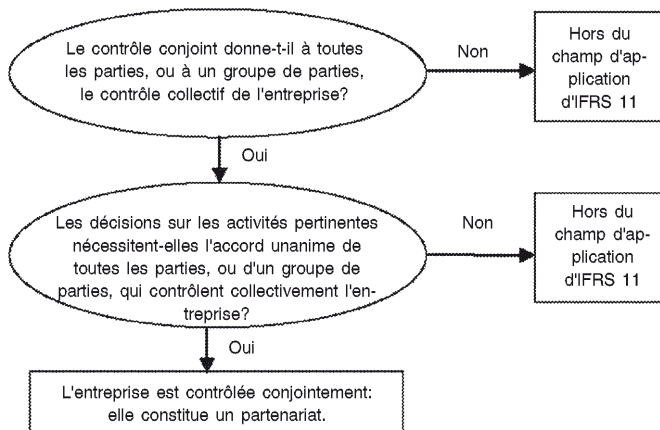 Le contrôle conjoint donne-t-il à toutes
les parties, ou à un groupe de parties,
le contrôle collectif de l'entreprise?
Non
Hors du
champ d'ap-
plication
d'IFRS 11
Oui
Les décisions sur les activités pertinentes
nécessitent-elles l'accord unanime de
toutes les parties, ou d'un groupe de
parties, qui contrôlent collectivement l'en-
treprise?
Non
Hors du
champ d'ap-
plication
d'IFRS 11
Oui
L'entreprise est contrôlée conjointement:
elle constitue un partenariat.